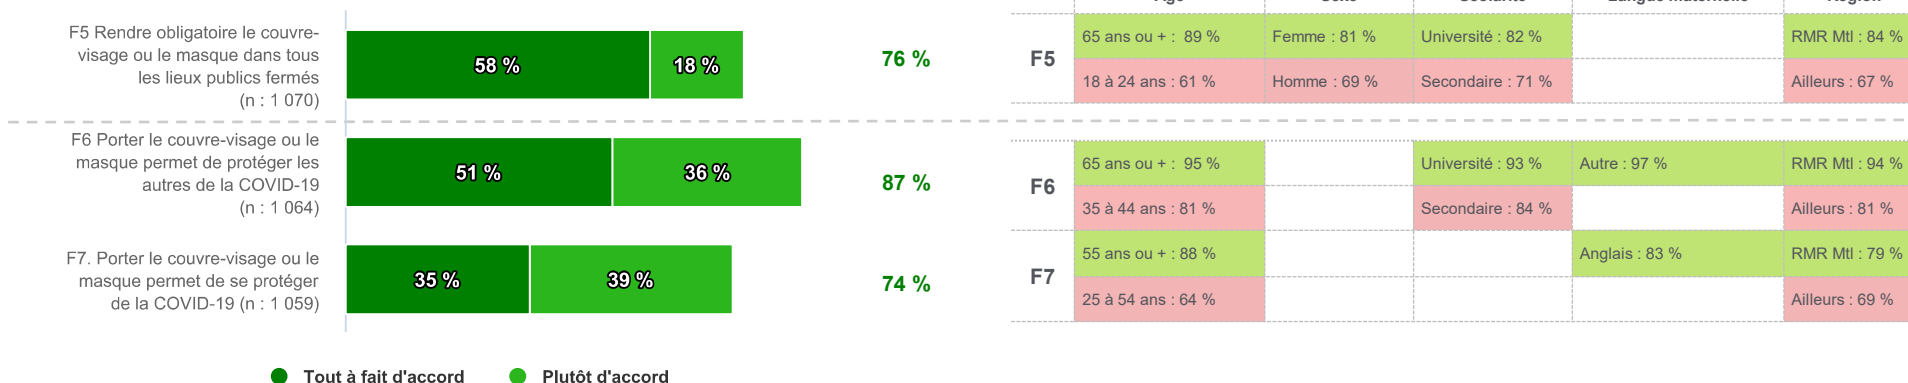 Âge Sexe Scolarité Langue maternelle Région
F5 Rendre obligatoire le couvre-
visage ou le masque dans tous
les lieux publics fermés
(n : 1 070)
58 % 18 %
76 %
F5
65 ans ou + : 89 % Femme : 81 % Université : 82 % RMR Mtl : 84 %
18 à 24 ans : 61 % Homme : 69 % Secondaire : 71 % Ailleurs : 67 %
F6 Porter le couvre-visage ou le
masque permet de protéger les
autres de la COVID-19
(n : 1 064)
51 % 36 %
87 %
F6
65 ans ou + : 95 % Université : 93 % Autre : 97 % RMR Mtl : 94 %
35 à 44 ans : 81 % Secondaire : 84 % Ailleurs : 81 %
F7. Porter le couvre-visage ou le
masque permet de se protéger
de la COVID-19 (n : 1 059)
35 % 39 %
74 %
F7
55 ans ou + : 88 % Anglais : 83 % RMR Mtl : 79 %
25 à 54 ans : 64 % Ailleurs : 69 %
Tout à fait d'accord Plutôt d'accord